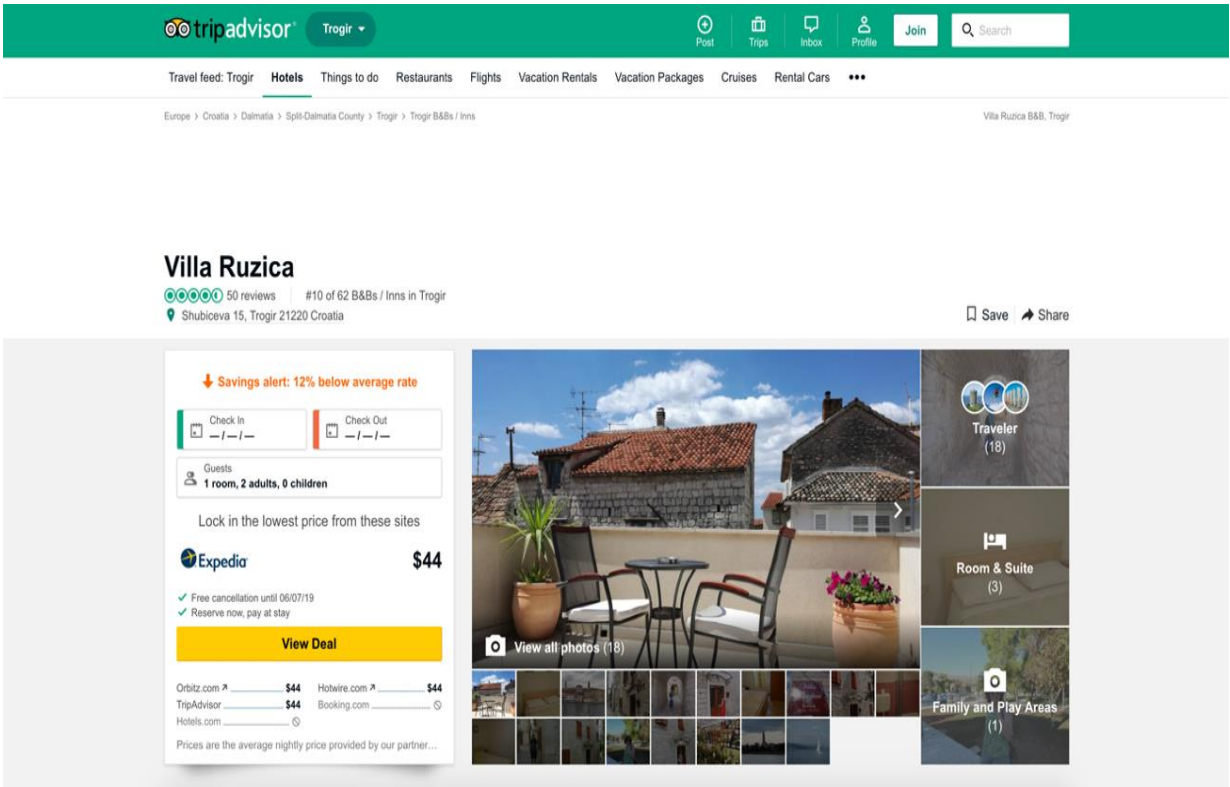 tripadvisor
Trogir
Post
Trips
Inbox
Profile
Join
Search
Travel feed: Trogir Hotels Things to do Restaurants Flights Vacation Rentals Vacation Packages Cruises Rental Cars •••
Europe > Croatia > Dalmatia > Split-Dalmatia County > Trogir > Trogir B&Bs / Inns
Villa Ruzica B&B, Trogir
Villa Ruzica
50 reviews #10 of 62 B&Bs / Inns in Trogir
Shubiceva 15, Trogir 21220 Croatia
Save Share
Savings alert: 12% below average rate
Check In
—/—/—
Check Out
—/—/—
Guests
1 room, 2 adults, 0 children
Lock in the lowest price from these sites
Expedia $44
Free cancellation until 06/07/19
Reserve now, pay at stay
View Deal
Orbitz.com $44 Hotwire.com $44
TripAdvisor $44 Booking.com
Hotels.com
Prices are the average nightly price provided by our partner…
View all photos (18)
Traveler
(18)
Room & Suite
(3)
Family and Play Areas
(1)